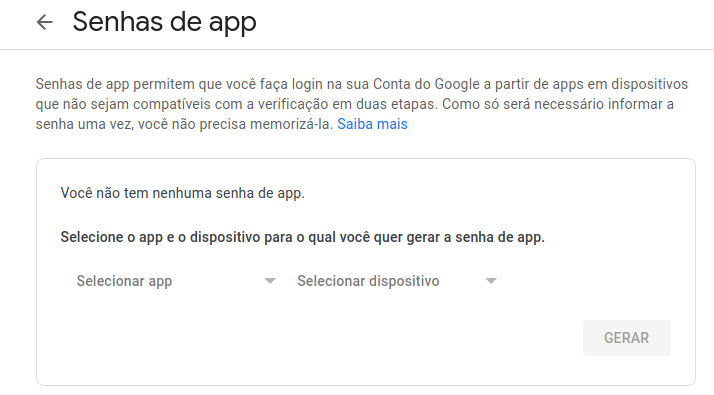 Senhas de app
Senhas de app permitem que você faça login na sua Conta do Google a partir de apps em dispositivos
que não sejam compatíveis com a verificação em duas etapas. Como só será necessário informar a
senha uma vez, você não precisa memorizá-la. Saiba mais
Você não tem nenhuma senha de app.
Selecione o app e o dispositivo para o qual você quer gerar a senha de app.
Selecionar app Selecionar dispositivo
GERAR